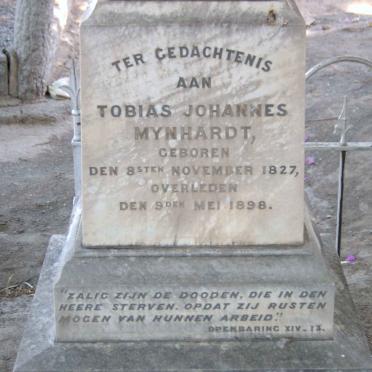 TER GEDACHTENIS
AAN
TOBIAS JOHANNES
MYNHARDT,
GEBOREN
DEN 8STEN NOVEMBER 1827,
OVERLEDEN
DEN 9DEN MEI 1898.
"ZALIG ZIJN DE DOODEN, DIE IN DEN
HEERE STERVEN. OPDAT ZIJ RUSTEN
MOGEN VAN HUNNEN ARBEID."
OPENBARING XIV. 13.